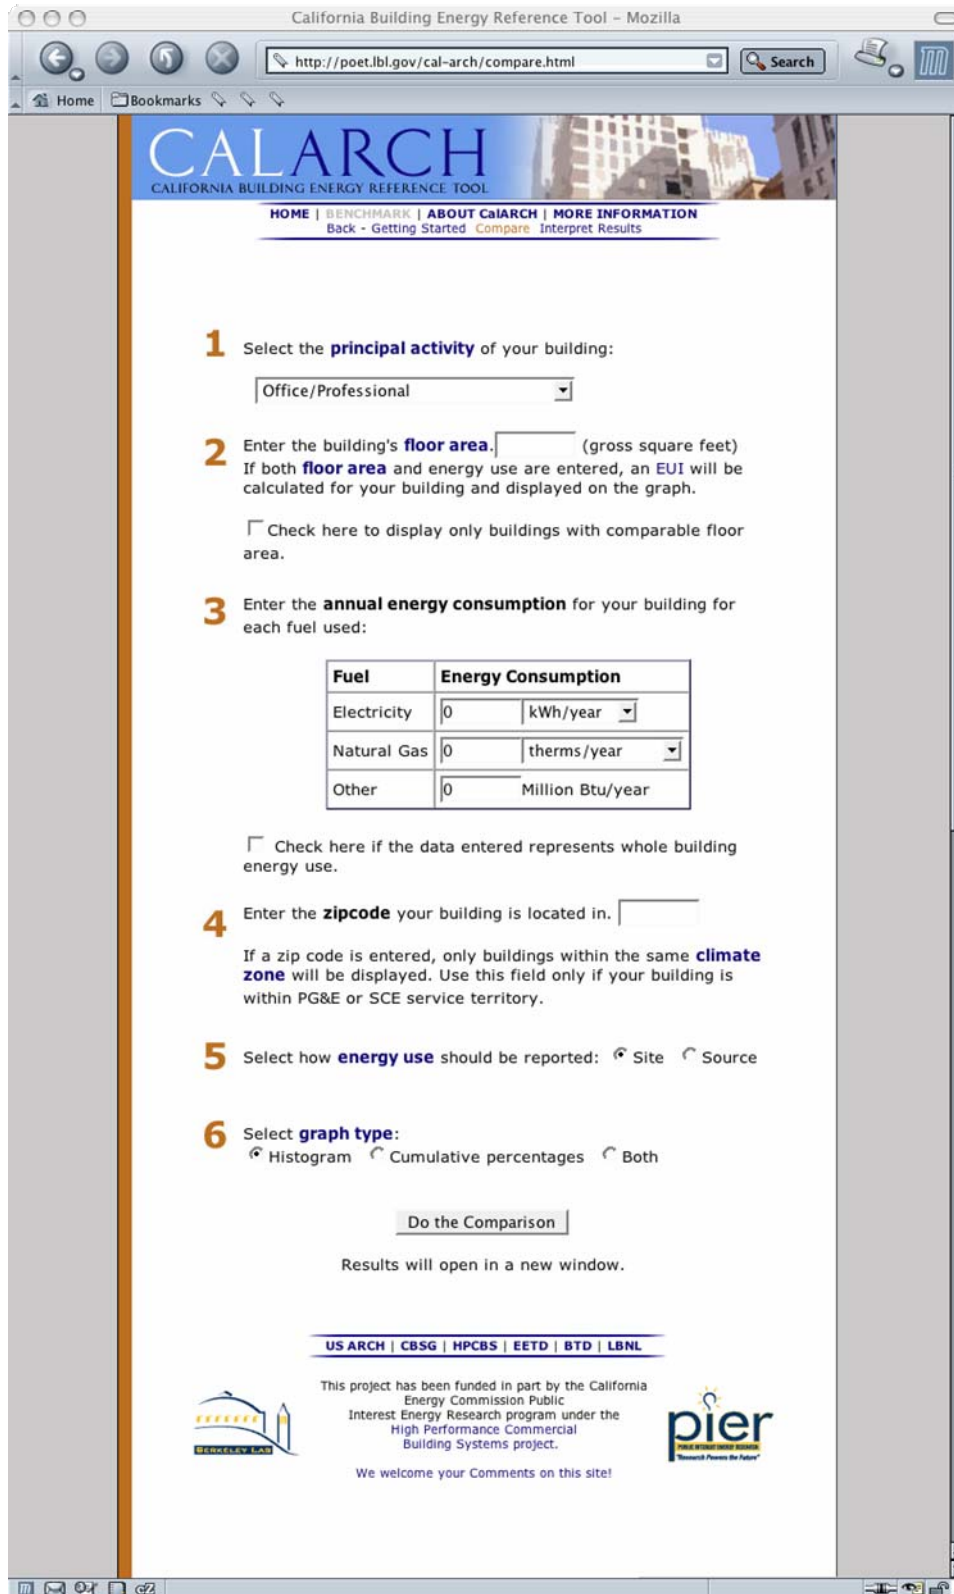 California Building Energy Reference Tool – Mozilla
http://poet.lbl.gov/cal-arch/compare.html
Search
Home Bookmarks
CALARCH
CALIFORNIA BUILDING ENERGY REFERENCE TOOL
HOME | BENCHMARK | ABOUT CalARCH | MORE INFORMATION
Back - Getting Started Compare Interpret Results
1 Select the principal activity of your building:
Office/Professional
2 Enter the building's floor area. (gross square feet)
If both floor area and energy use are entered, an EUI will be
calculated for your building and displayed on the graph.
Check here to display only buildings with comparable floor
area.
3 Enter the annual energy consumption for your building for
each fuel used:
Fuel Energy Consumption
Electricity 0 kWh/year
Natural Gas 0 therms/year
Other 0 Million Btu/year
Check here if the data entered represents whole building
energy use.
4 Enter the zipcode your building is located in.
If a zip code is entered, only buildings within the same climate
zone will be displayed. Use this field only if your building is
within PG&E or SCE service territory.
5 Select how energy use should be reported: Site Source
6 Select graph type:
Histogram Cumulative percentages Both
Do the Comparison
Results will open in a new window.
US ARCH | CBSG | HPCBS | EETD | BTD | LBNL
This project has been funded in part by the California
Energy Commission Public
Interest Energy Research program under the
High Performance Commercial
Building Systems project.
We welcome your Comments on this site!
BERKELEY LAB
pier
PUBLIC INTEREST ENERGY RESEARCH
"Research Powers the Future"